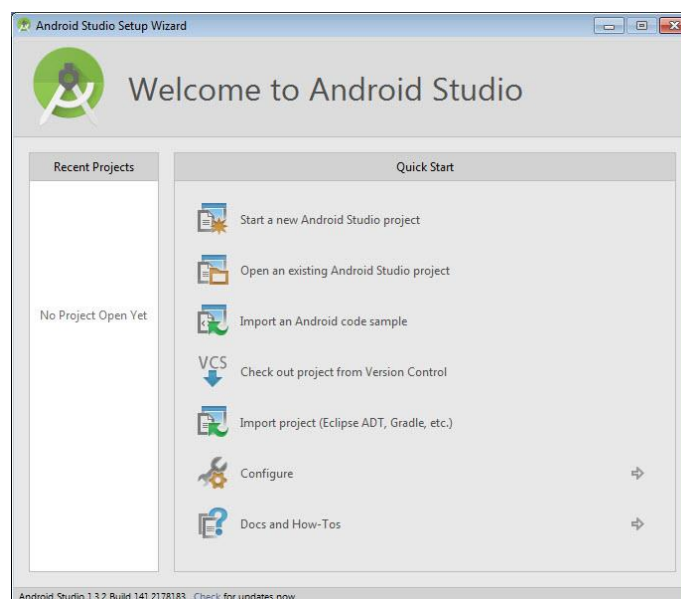 Android Studio Setup Wizard
Welcome to Android Studio
Recent Projects
No Project Open Yet
Quick Start
Start a new Android Studio project
Open an existing Android Studio project
Import an Android code sample
VCS
Check out project from Version Control
Import project (Eclipse ADT, Gradle, etc.)
Configure
Docs and How-Tos
Android Studio 1.3.2 Build 141.2178183. Check for updates now.